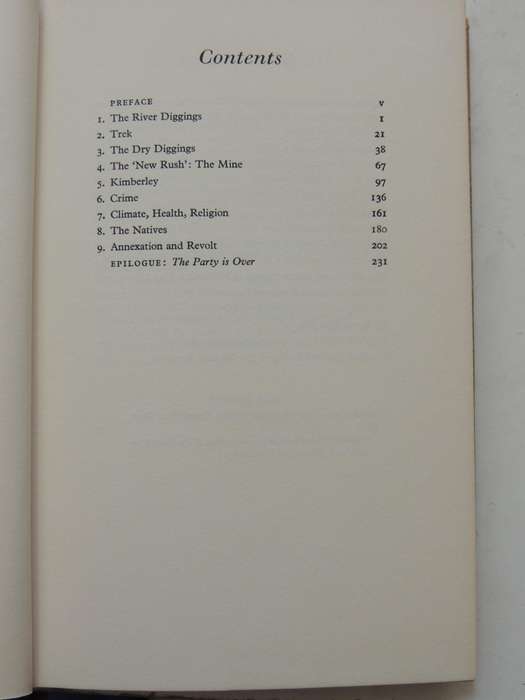 Contents
PREFACE v
1. The River Diggings 1
2. Trek 21
3. The Dry Diggings 38
4. The ‘New Rush’: The Mine 67
5. Kimberley 97
6. Crime 136
7. Climate, Health, Religion 161
8. The Natives 180
9. Annexation and Revolt 202
EPILOGUE: The Party is Over 231